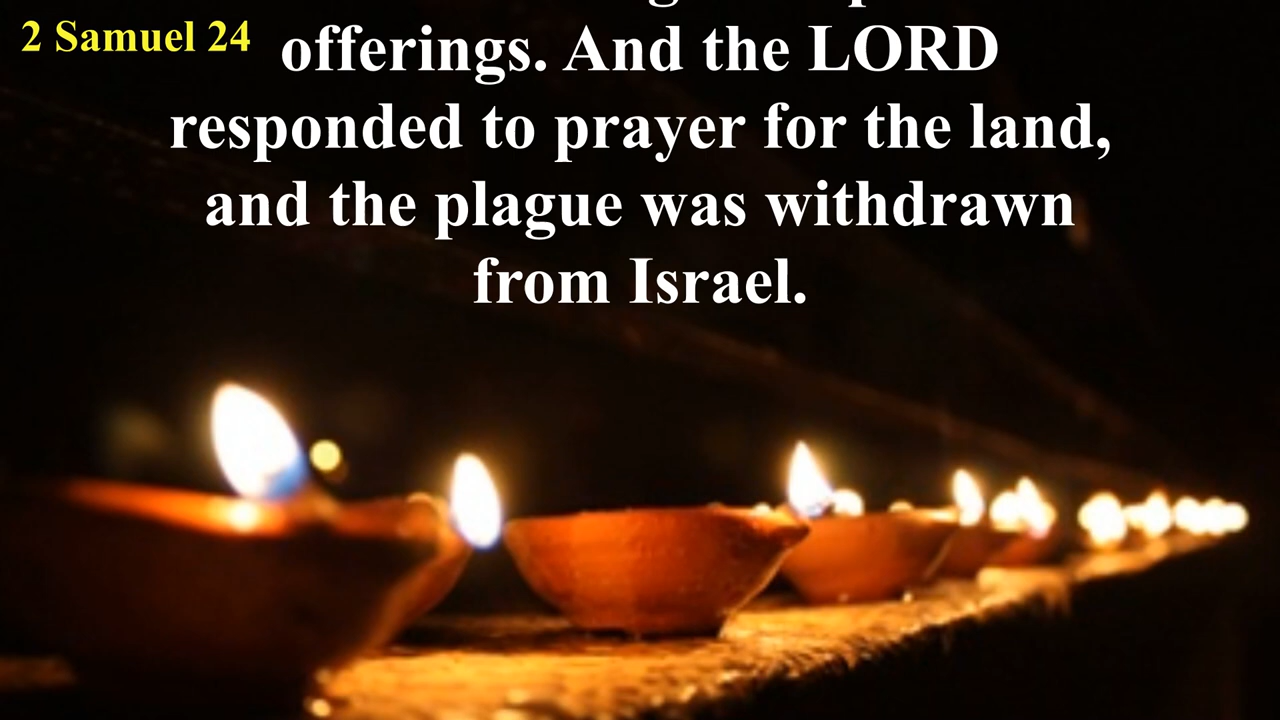 2 Samuel 24
offerings. And the LORD
responded to prayer for the land,
and the plague was withdrawn
from Israel.